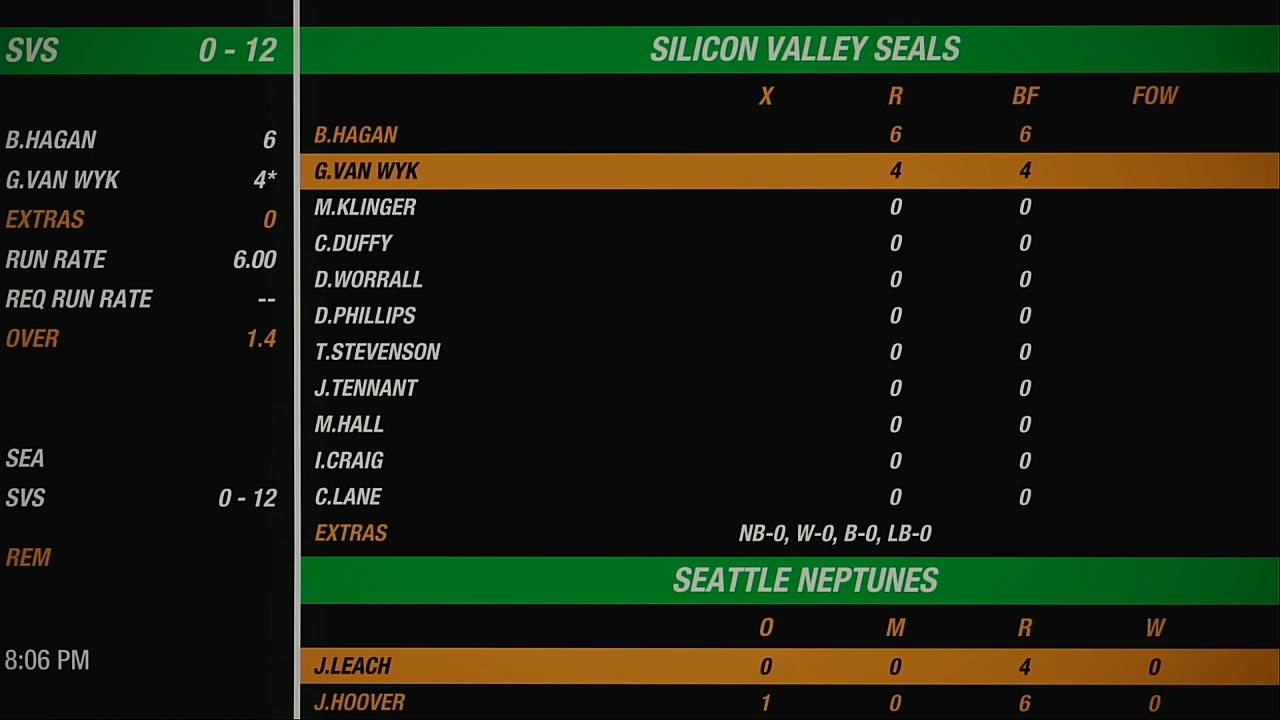 SVS 0 - 12
B.HAGAN 6
G.VAN WYK 4*
EXTRAS 0
RUN RATE 6.00
REQ RUN RATE --
OVER 1.4
SEA
SVS 0 - 12
REM
8:06 PM
SILICON VALLEY SEALS
X R BF FOW
B.HAGAN 6 6
G.VAN WYK 4 4
M.KLINGER 0 0
C.DUFFY 0 0
D.WORRALL 0 0
D.PHILLIPS 0 0
T.STEVENSON 0 0
J.TENNANT 0 0
M.HALL 0 0
I.CRAIG 0 0
C.LANE 0 0
EXTRAS NB-0, W-0, B-0, LB-0
SEATTLE NEPTUNES
O M R W
J.LEACH 0 0 4 0
J.HOOVER 1 0 6 0